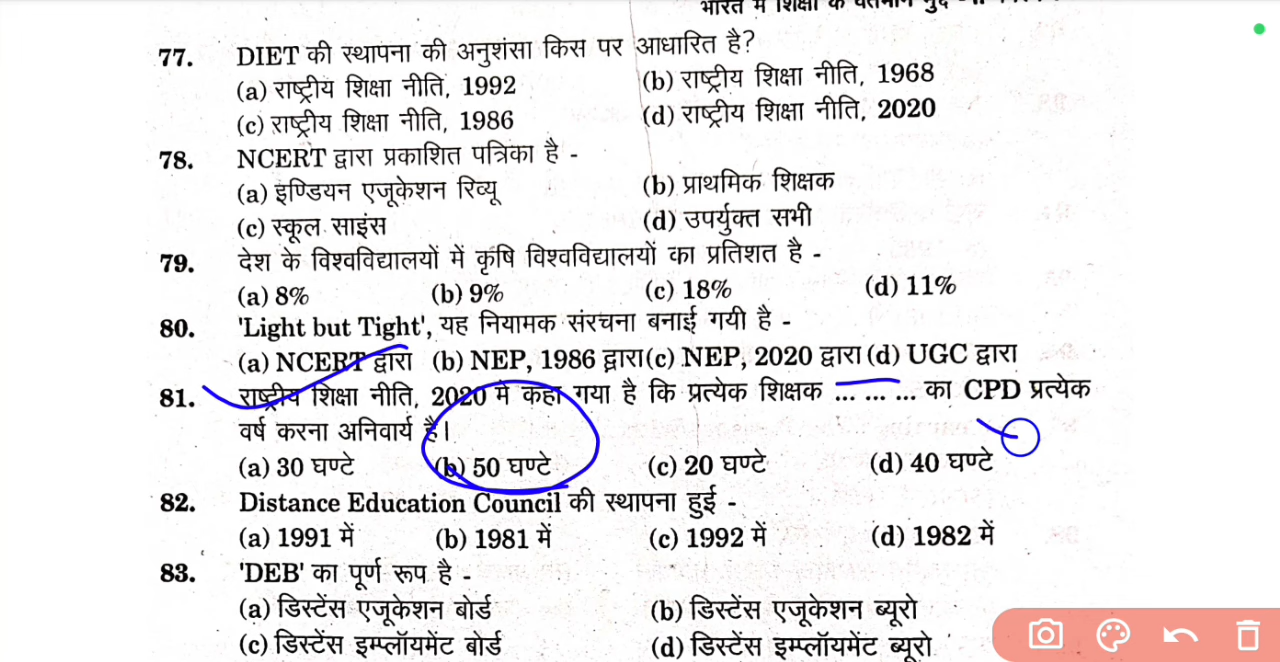 भारत में शिक्षा के वर्तमान मुद्दे
77. DIET की स्थापना की अनुशंसा किस पर आधारित है?
(a) राष्ट्रीय शिक्षा नीति, 1992 (b) राष्ट्रीय शिक्षा नीति, 1968
(c) राष्ट्रीय शिक्षा नीति, 1986 (d) राष्ट्रीय शिक्षा नीति, 2020
78. NCERT द्वारा प्रकाशित पत्रिका है -
(a) इण्डियन एजूकेशन रिव्यू (b) प्राथमिक शिक्षक
(c) स्कूल साइंस (d) उपर्युक्त सभी
79. देश के विश्वविद्यालयों में कृषि विश्वविद्यालयों का प्रतिशत है -
(a) 8% (b) 9% (c) 18% (d) 11%
80. 'Light but Tight', यह नियामक संरचना बनाई गयी है -
(a) NCERT द्वारा (b) NEP, 1986 द्वारा (c) NEP, 2020 द्वारा (d) UGC द्वारा
81. राष्ट्रीय शिक्षा नीति, 2020 में कहा गया है कि प्रत्येक शिक्षक ... ... ... का CPD प्रत्येक
वर्ष करना अनिवार्य है।
(a) 30 घण्टे (b) 50 घण्टे (c) 20 घण्टे (d) 40 घण्टे
82. Distance Education Council की स्थापना हुई -
(a) 1991 में (b) 1981 में (c) 1992 में (d) 1982 में
83. 'DEB' का पूर्ण रूप है -
(a) डिस्टेंस एजूकेशन बोर्ड (b) डिस्टेंस एजूकेशन ब्यूरो
(c) डिस्टेंस इम्प्लॉयमेंट बोर्ड (d) डिस्टेंस इम्प्लॉयमेंट ब्यूरो